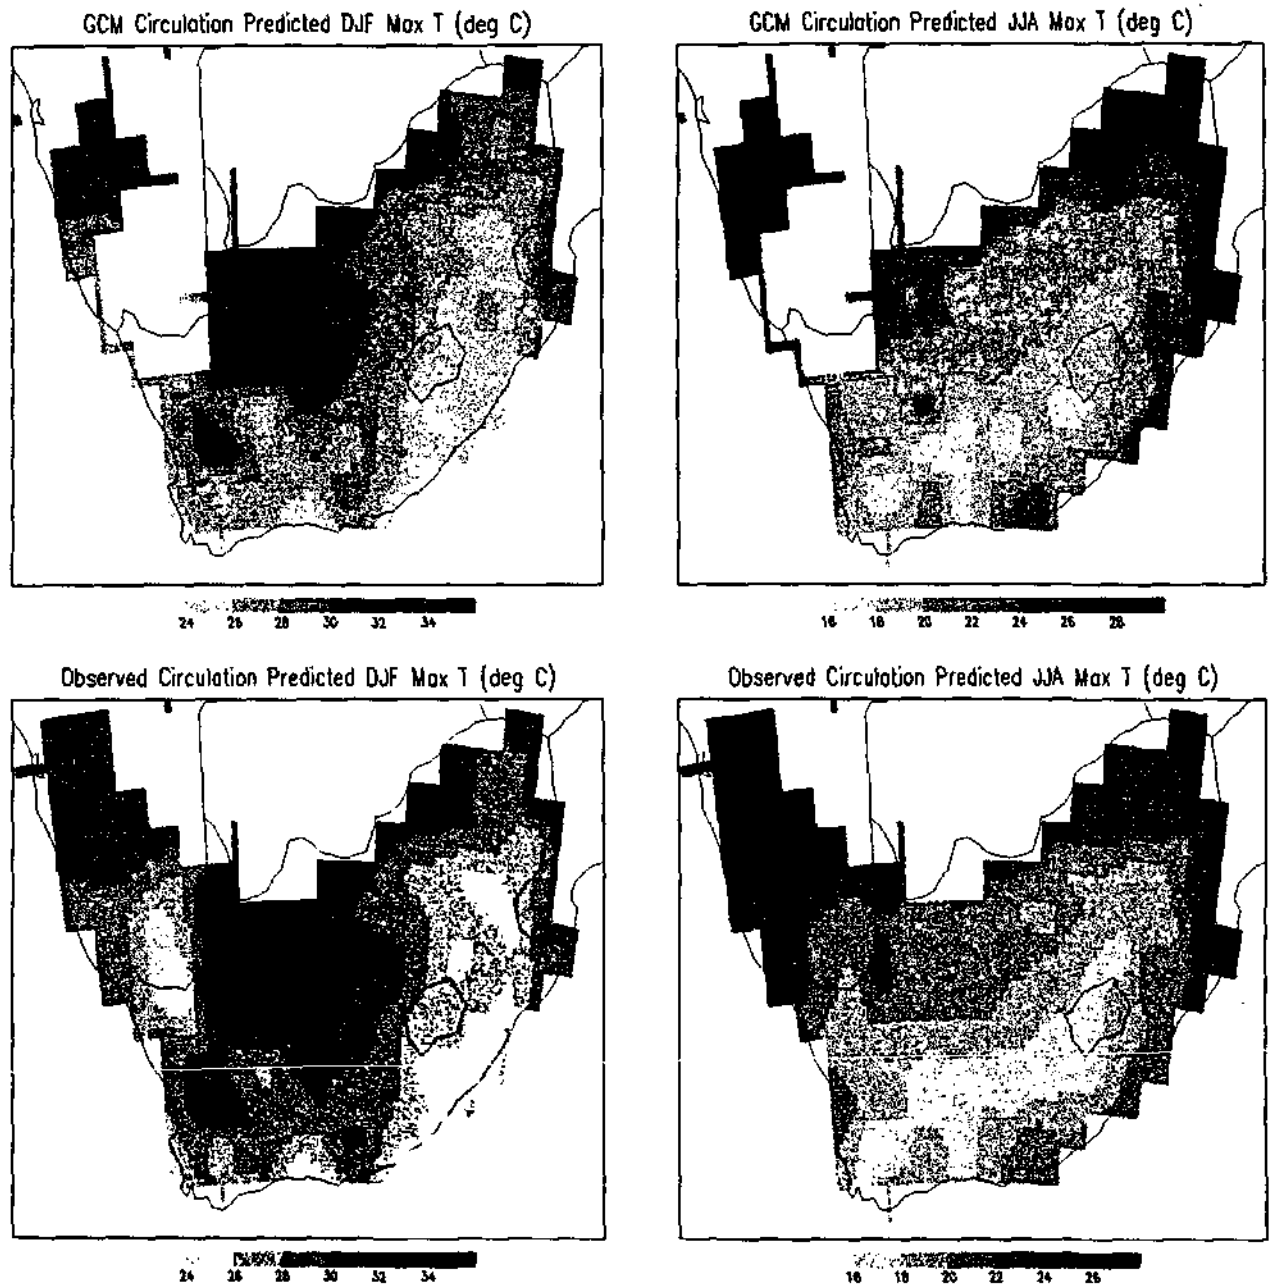 GCM Circulation Predicted DJF Max T (deg C)
GCM Circulation Predicted JJA Max T (deg C)
24 26 28 30 32 34
16 18 20 22 24 26 28
Observed Circulation Predicted DJF Max T (deg C)
Observed Circulation Predicted JJA Max T (deg C)
24 26 28 30 32 34
16 18 20 22 24 26